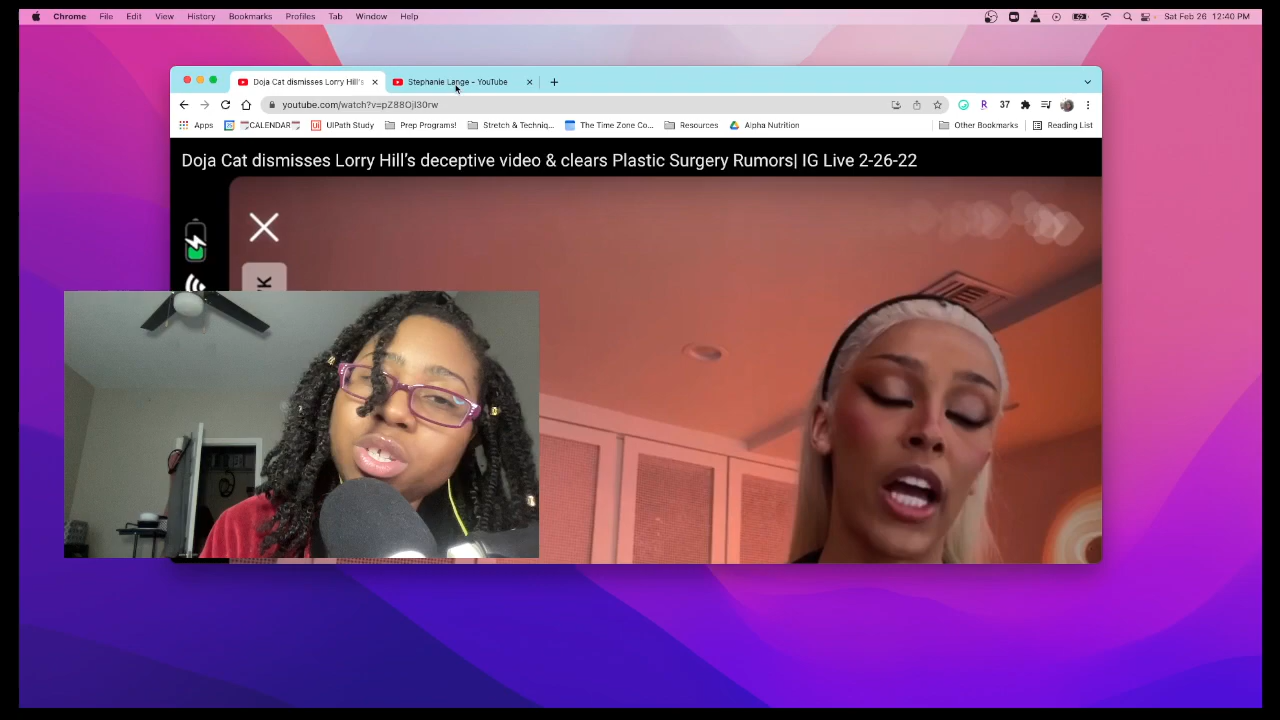 Chrome File Edit View History Bookmarks Profiles Tab Window Help Sat Feb 26 12:40 PM
Doja Cat dismisses Lorry Hill's Stephanie Lange - YouTube
youtube.com/watch?v=pZ88Ojl30rw 37
Apps CALENDAR UiPath Study Prep Programs! Stretch & Techniq... The Time Zone Co... Resources Alpha Nutrition Other Bookmarks Reading List
Doja Cat dismisses Lorry Hill's deceptive video & clears Plastic Surgery Rumors| IG Live 2-26-22